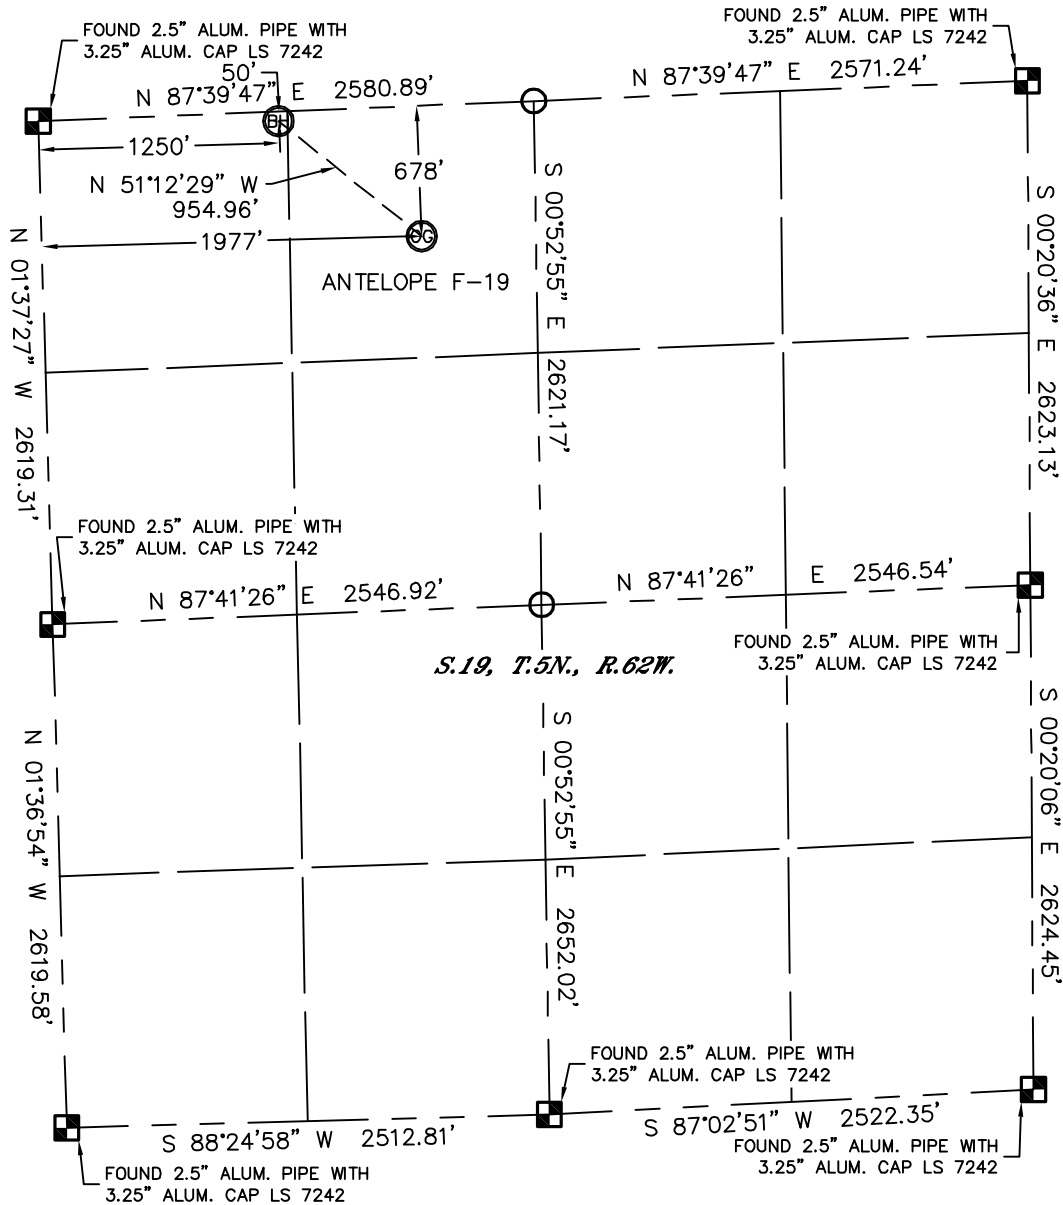 FOUND 2.5" ALUM. PIPE WITH
3.25" ALUM. CAP LS 7242
FOUND 2.5" ALUM. PIPE WITH
3.25" ALUM. CAP LS 7242
50'
N 87°39'47" E 2580.89'
N 87°39'47" E 2571.24'
BH
1250'
678'
N 51°12'29" W
954.96'
1977'
OG
ANTELOPE F-19
N 01°37'27" W 2619.31'
S 00°52'55" E 2621.17'
S 00°20'36" E 2623.13'
FOUND 2.5" ALUM. PIPE WITH
3.25" ALUM. CAP LS 7242
N 87°41'26" E 2546.92'
N 87°41'26" E 2546.54'
FOUND 2.5" ALUM. PIPE WITH
3.25" ALUM. CAP LS 7242
S.19, T.5N., R.62W.
N 01°36'54" W 2619.58'
S 00°52'55" E 2652.02'
S 00°20'06" E 2624.45'
FOUND 2.5" ALUM. PIPE WITH
3.25" ALUM. CAP LS 7242
S 88°24'58" W 2512.81'
S 87°02'51" W 2522.35'
FOUND 2.5" ALUM. PIPE WITH
3.25" ALUM. CAP LS 7242
FOUND 2.5" ALUM. PIPE WITH
3.25" ALUM. CAP LS 7242